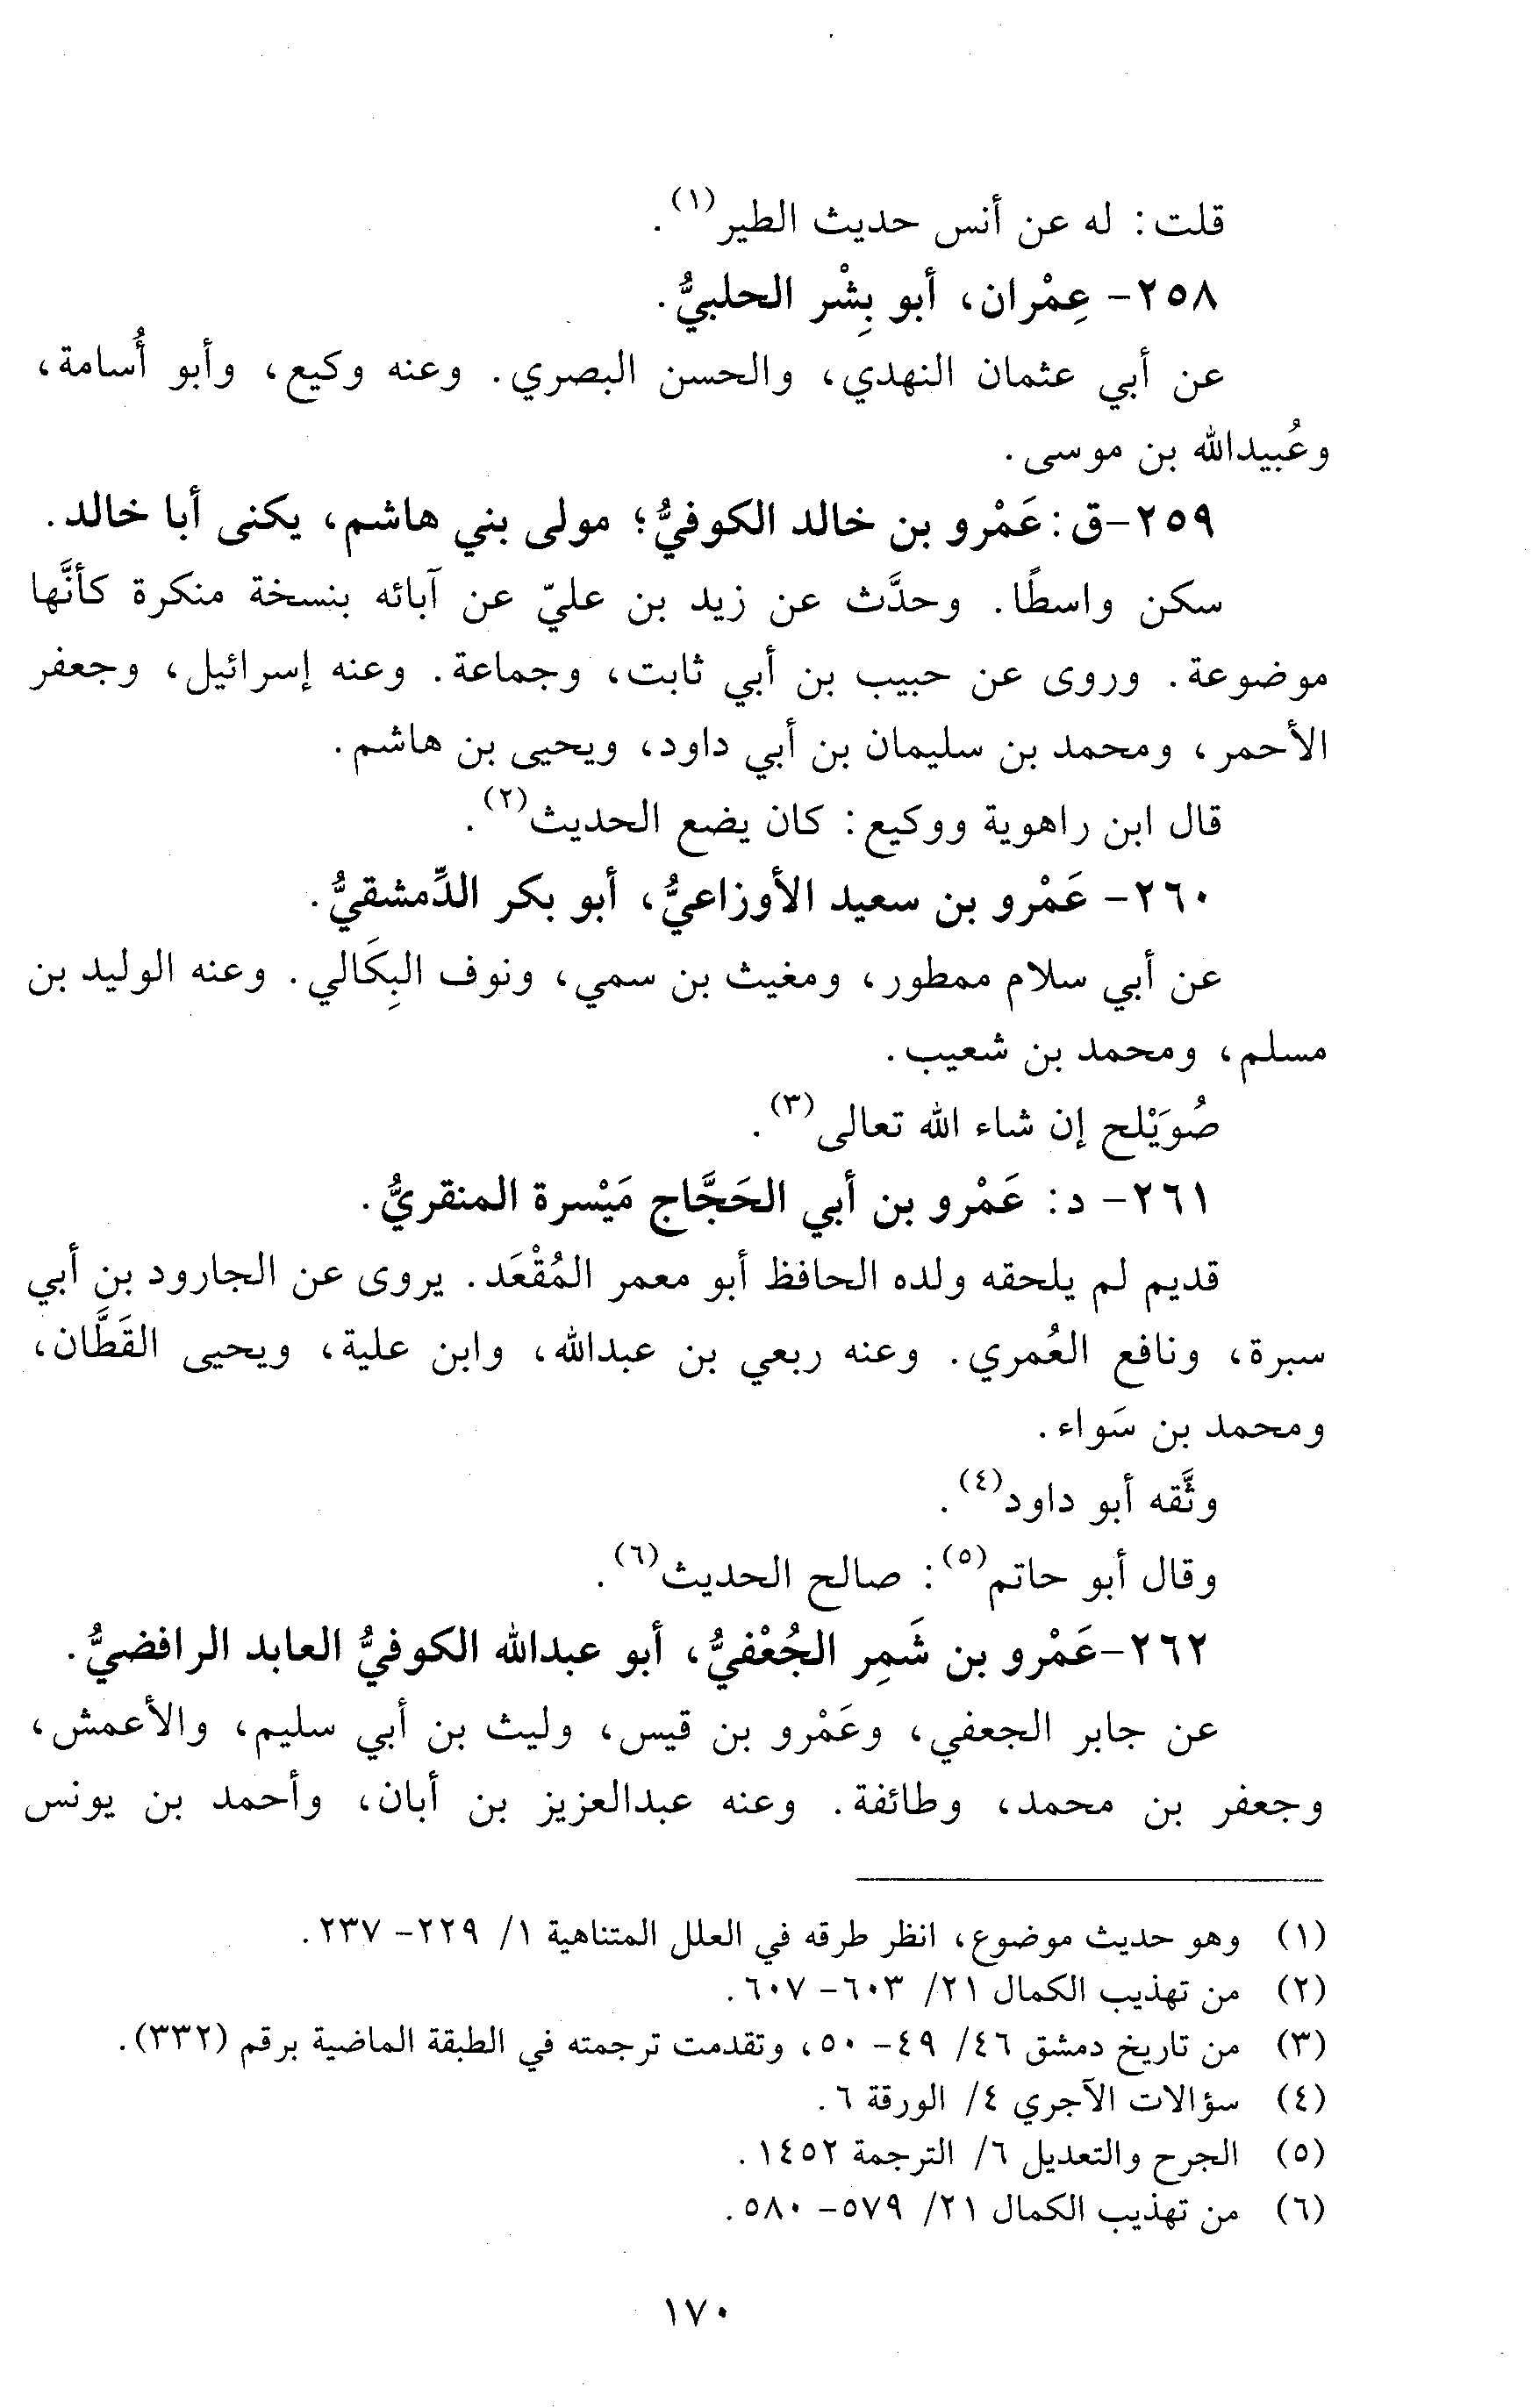 قلت: له عن أنس حديث الطير(١).
٢٥٨- عِمْران، أبو بِشْر الحلبيُّ.
عن أبي عثمان النهدي، والحسن البصري. وعنه وكيع، وأبو أُسامة،
وعُبيدالله بن موسى.
٢٥٩-ق: عَمْرو بن خالد الكوفيُّ؛ مولى بني هاشم، يكنى أبا خالد.
سكن واسطًا. وحدَّث عن زيد بن عليّ عن آبائه بنسخة منكرة كأنَّها
موضوعة. وروى عن حبيب بن أبي ثابت، وجماعة. وعنه إسرائيل، وجعفر
الأحمر، ومحمد بن سليمان بن أبي داود، ويحيى بن هاشم.
قال ابن راهوية ووكيع: كان يضع الحديث(٢).
٢٦٠- عَمْرو بن سعيد الأوزاعيُّ، أبو بكر الدِّمشقيُّ.
عن أبي سلام ممطور، ومغيث بن سمي، ونوف البِكَالي. وعنه الوليد بن
مسلم، ومحمد بن شعيب.
صُوَيْلح إن شاء الله تعالى(٣).
٢٦١- د: عَمْرو بن أبي الحَجَّاج مَيْسرة المنقريُّ.
قديم لم يلحقه ولده الحافظ أبو معمر المُقْعَد. يروى عن الجارود بن أبي
سبرة، ونافع العُمري. وعنه ربعي بن عبدالله، وابن علية، ويحيى القَطَّان،
ومحمد بن سَواء.
وثَّقه أبو داود(٤).
وقال أبو حاتم(٥): صالح الحديث(٦).
٢٦٢-عَمْرو بن شَمِر الجُعْفيُّ، أبو عبدالله الكوفيُّ العابد الرافضيُّ.
عن جابر الجعفي، وعَمْرو بن قيس، وليث بن أبي سليم، والأعمش،
وجعفر بن محمد، وطائفة. وعنه عبدالعزيز بن أبان، وأحمد بن يونس
(١) وهو حديث موضوع، انظر طرقه في العلل المتناهية ١/ ٢٢٩- ٢٣٧.
(٢) من تهذيب الكمال ٢١/ ٦٠٣- ٦٠٧.
(٣) من تاريخ دمشق ٤٦/ ٤٩- ٥٠، وتقدمت ترجمته في الطبقة الماضية برقم (٣٣٢).
(٤) سؤالات الآجري ٤/ الورقة ٦.
(٥) الجرح والتعديل ٦/ الترجمة ١٤٥٢.
(٦) من تهذيب الكمال ٢١/ ٥٧٩- ٥٨٠.
١٧٠